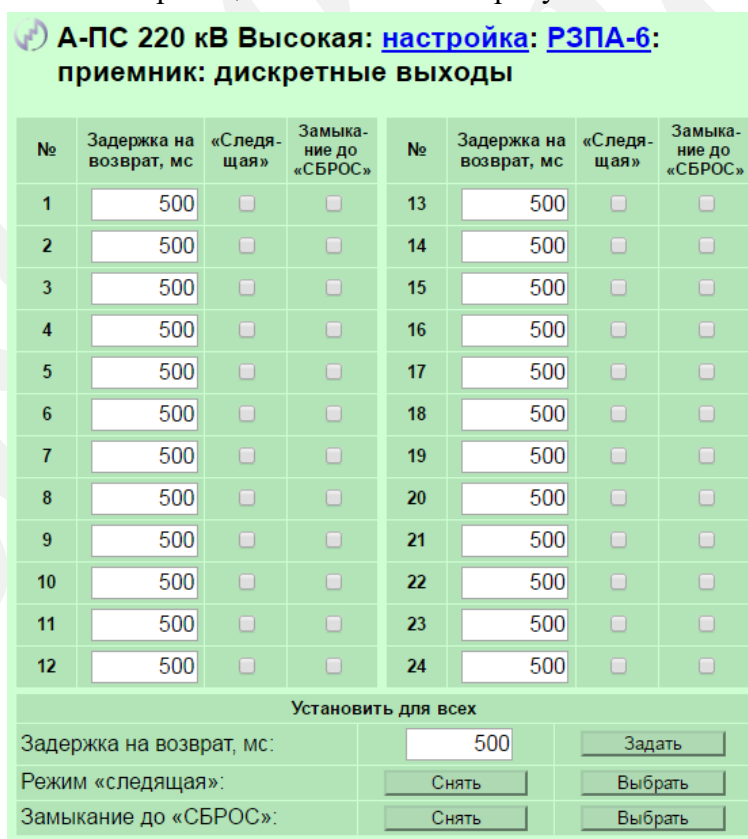 А-ПС 220 кВ Высокая: настройка: РЗПА-6:
приемник: дискретные выходы
№ Задержка на возврат, мс «Следя-щая» Замыка-ние до «СБРОС» № Задержка на возврат, мс «Следя-щая» Замыка-ние до «СБРОС»
1 500 13 500
2 500 14 500
3 500 15 500
4 500 16 500
5 500 17 500
6 500 18 500
7 500 19 500
8 500 20 500
9 500 21 500
10 500 22 500
11 500 23 500
12 500 24 500
Установить для всех
Задержка на возврат, мс: 500 Задать
Режим «следящая»: Снять Выбрать
Замыкание до «СБРОС»: Снять Выбрать